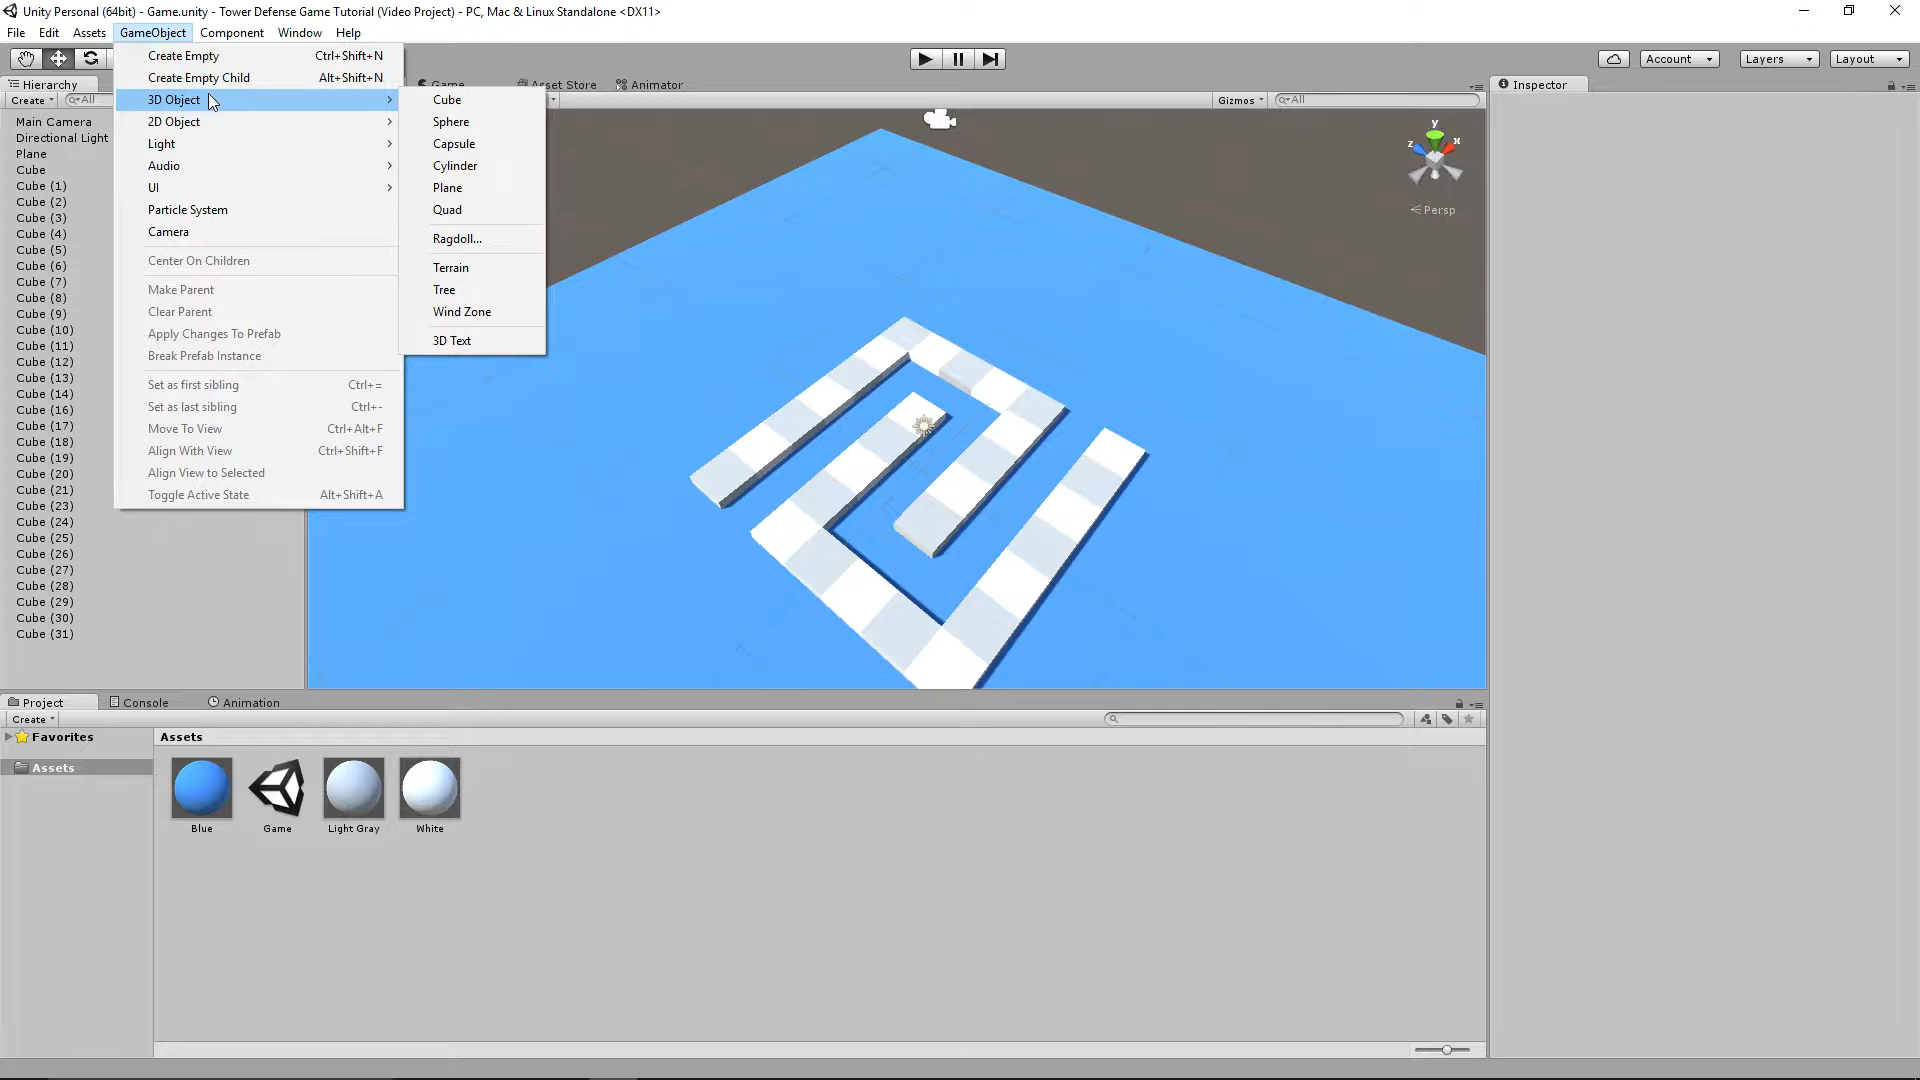 Unity Personal (64bit) - Game.unity - Tower Defense Game Tutorial (Video Project) - PC, Mac & Linux Standalone <DX11>
File Edit Assets GameObject Component Window Help
Account Layers Layout
Hierarchy
Create All
Main Camera
Directional Light
Plane
Cube
Cube (1)
Cube (2)
Cube (3)
Cube (4)
Cube (5)
Cube (6)
Cube (7)
Cube (8)
Cube (9)
Cube (10)
Cube (11)
Cube (12)
Cube (13)
Cube (14)
Cube (16)
Cube (17)
Cube (18)
Cube (19)
Cube (20)
Cube (21)
Cube (23)
Cube (24)
Cube (25)
Cube (26)
Cube (27)
Cube (28)
Cube (29)
Cube (30)
Cube (31)
Create Empty Ctrl+Shift+N
Create Empty Child Alt+Shift+N
3D Object
2D Object
Light
Audio
UI
Particle System
Camera
Center On Children
Make Parent
Clear Parent
Apply Changes To Prefab
Break Prefab Instance
Set as first sibling Ctrl+=
Set as last sibling Ctrl+-
Move To View Ctrl+Alt+F
Align With View Ctrl+Shift+F
Align View to Selected
Toggle Active State Alt+Shift+A
Cube
Sphere
Capsule
Cylinder
Plane
Quad
Ragdoll...
Terrain
Tree
Wind Zone
3D Text
Game Asset Store Animator
Gizmos All
y
z x
Persp
Inspector
Project Console Animation
Create
Favorites
Assets
Assets
Blue Game Light Gray White